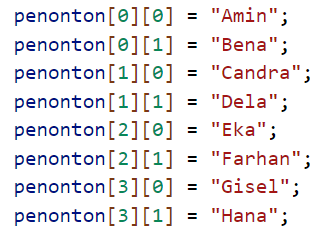 penonton[0][0] = "Amin";
penonton[0][1] = "Bena";
penonton[1][0] = "Candra";
penonton[1][1] = "Dela";
penonton[2][0] = "Eka";
penonton[2][1] = "Farhan";
penonton[3][0] = "Gisel";
penonton[3][1] = "Hana";